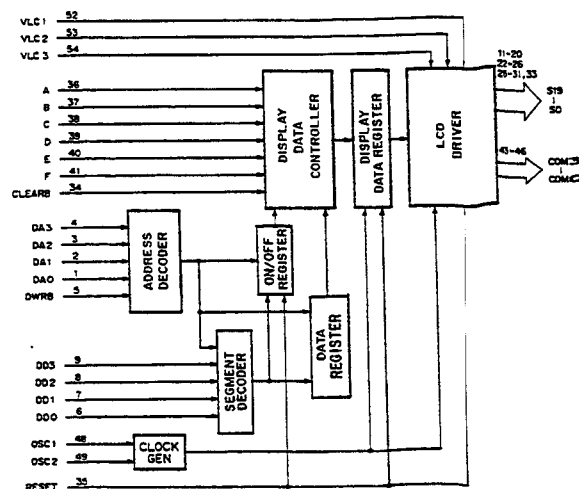 VLC1 52
VLC2 53
VLC3 54
A 36
B 37
C 38
D 39
E 40
F 41
CLEARB 34
DISPLAY
DATA
CONTROLLER
DISPLAY
DATA REGISTER
LCD
DRIVER
11-20
22-26
28-31,33
S19
S0
43-46
DA3 4
DA2 3
DA1 2
DA0 1
DWRB 5
ADDRESS
DECODER
ON/OFF
REGISTER
DATA
REGISTER
DD3 9
DD2 8
DD1 7
DD0 6
SEGMENT
DECODER
OSC1 48
OSC2 49
CLOCK
GEN
RESET 35